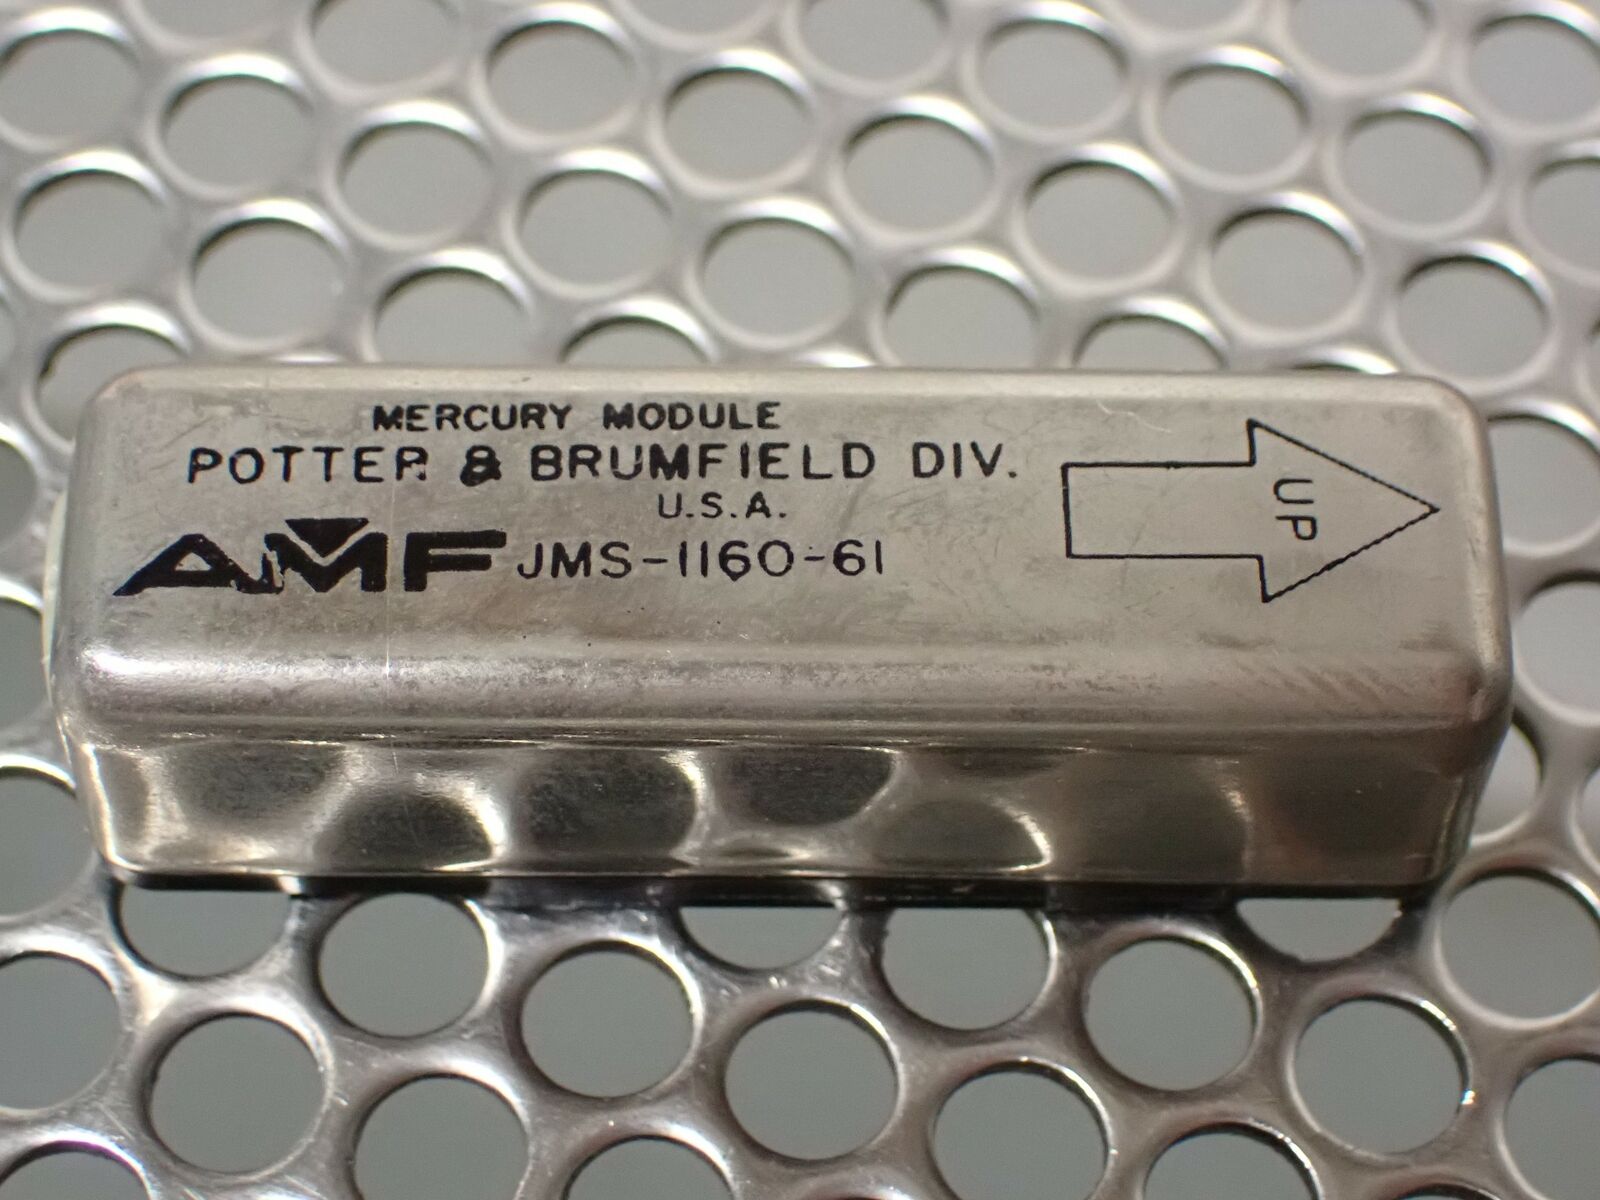 MERCURY MODULE
POTTER & BRUMFIELD DIV.
U.S.A.
AMF JMS-1160-61
UP